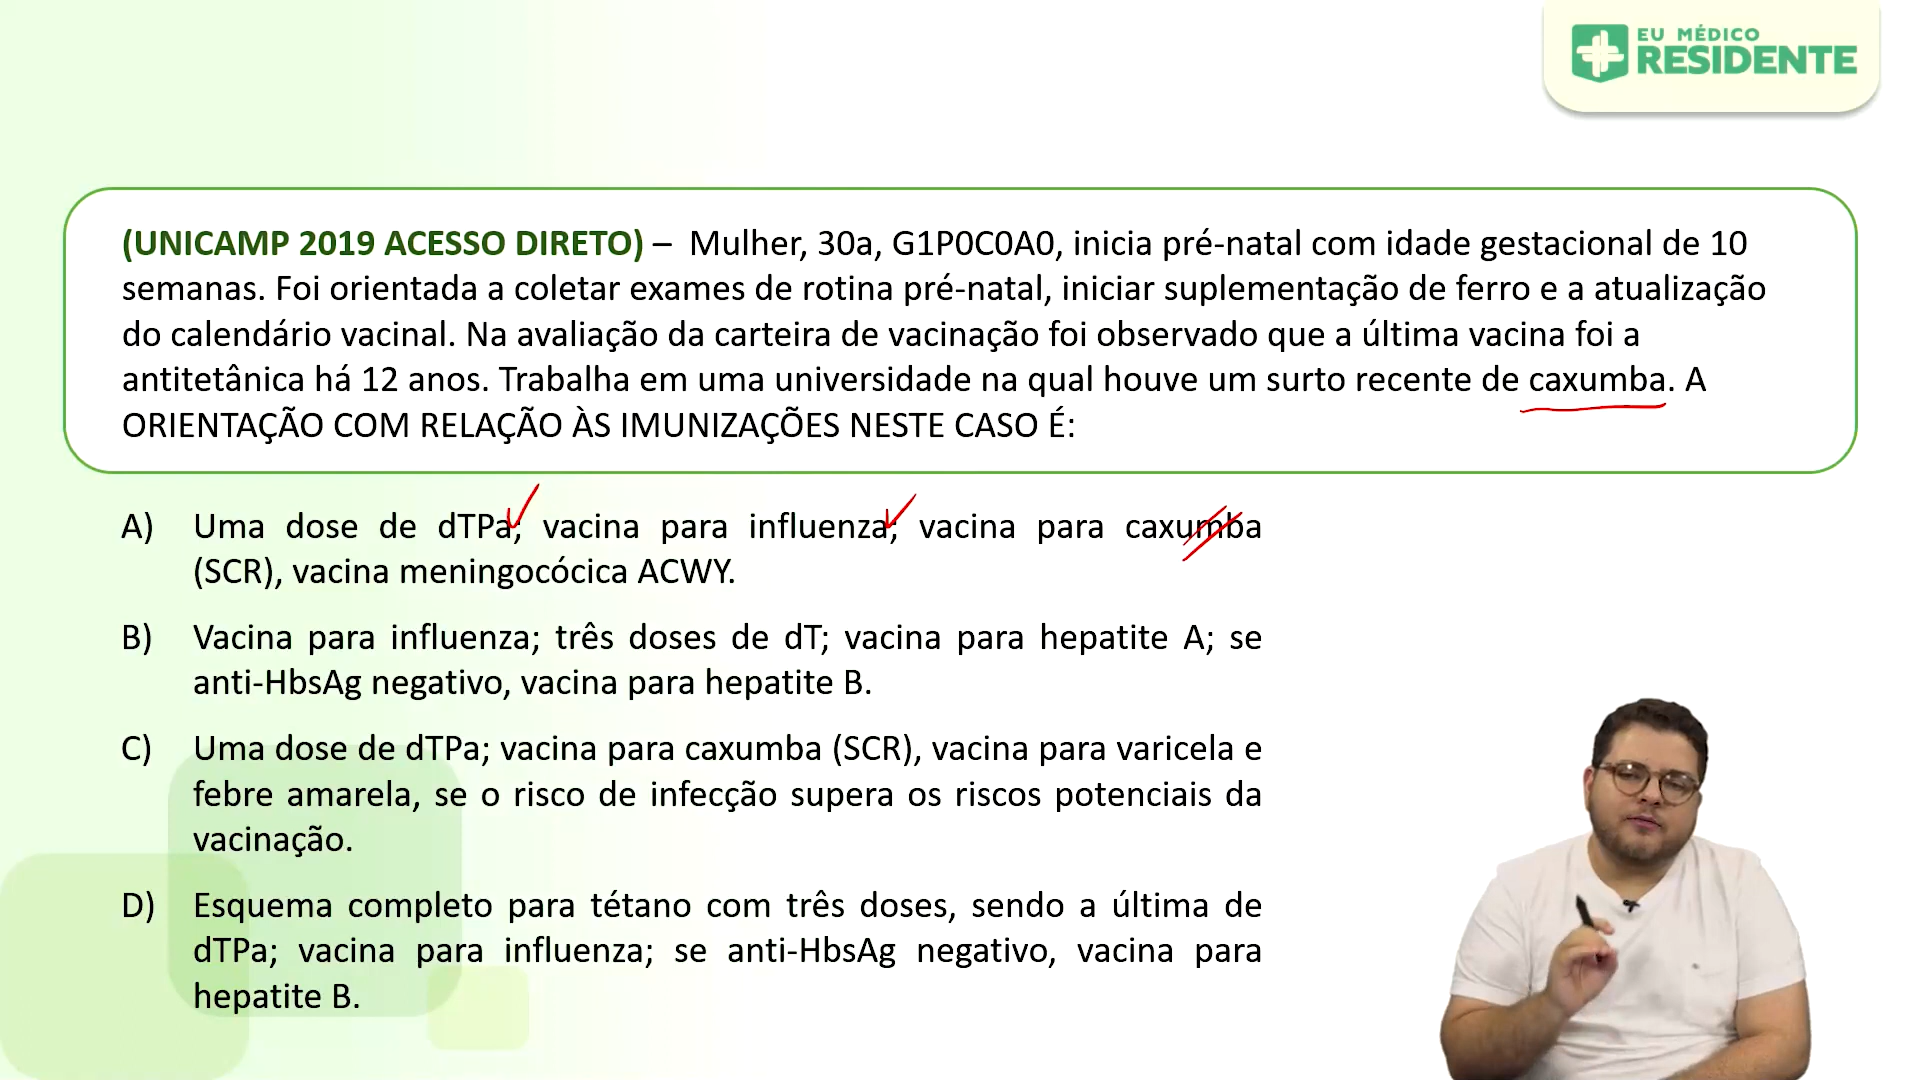 EU MÉDICO
RESIDENTE
(UNICAMP 2019 ACESSO DIRETO) – Mulher, 30a, G1P0C0A0, inicia pré-natal com idade gestacional de 10
semanas. Foi orientada a coletar exames de rotina pré-natal, iniciar suplementação de ferro e a atualização
do calendário vacinal. Na avaliação da carteira de vacinação foi observado que a última vacina foi a
antitetânica há 12 anos. Trabalha em uma universidade na qual houve um surto recente de caxumba. A
ORIENTAÇÃO COM RELAÇÃO ÀS IMUNIZAÇÕES NESTE CASO É:
A) Uma dose de dTPa; vacina para influenza; vacina para caxumba
(SCR), vacina meningocócica ACWY.
B) Vacina para influenza; três doses de dT; vacina para hepatite A; se
anti-HbsAg negativo, vacina para hepatite B.
C) Uma dose de dTPa; vacina para caxumba (SCR), vacina para varicela e
febre amarela, se o risco de infecção supera os riscos potenciais da
vacinação.
D) Esquema completo para tétano com três doses, sendo a última de
dTPa; vacina para influenza; se anti-HbsAg negativo, vacina para
hepatite B.